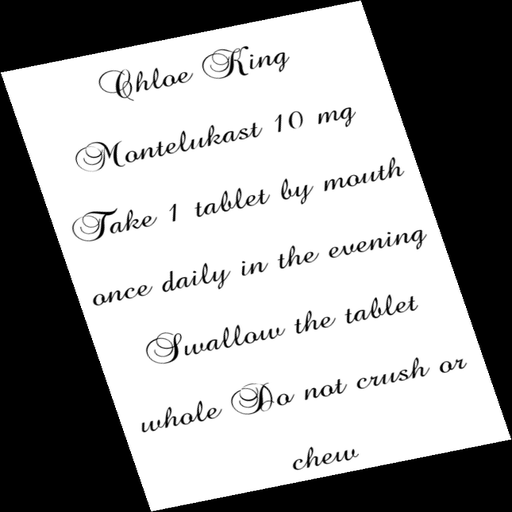 Chloe King
Montelukast 10 mg
Take 1 tablet by mouth
once daily in the evening
Swallow the tablet
whole Do not crush or
chew